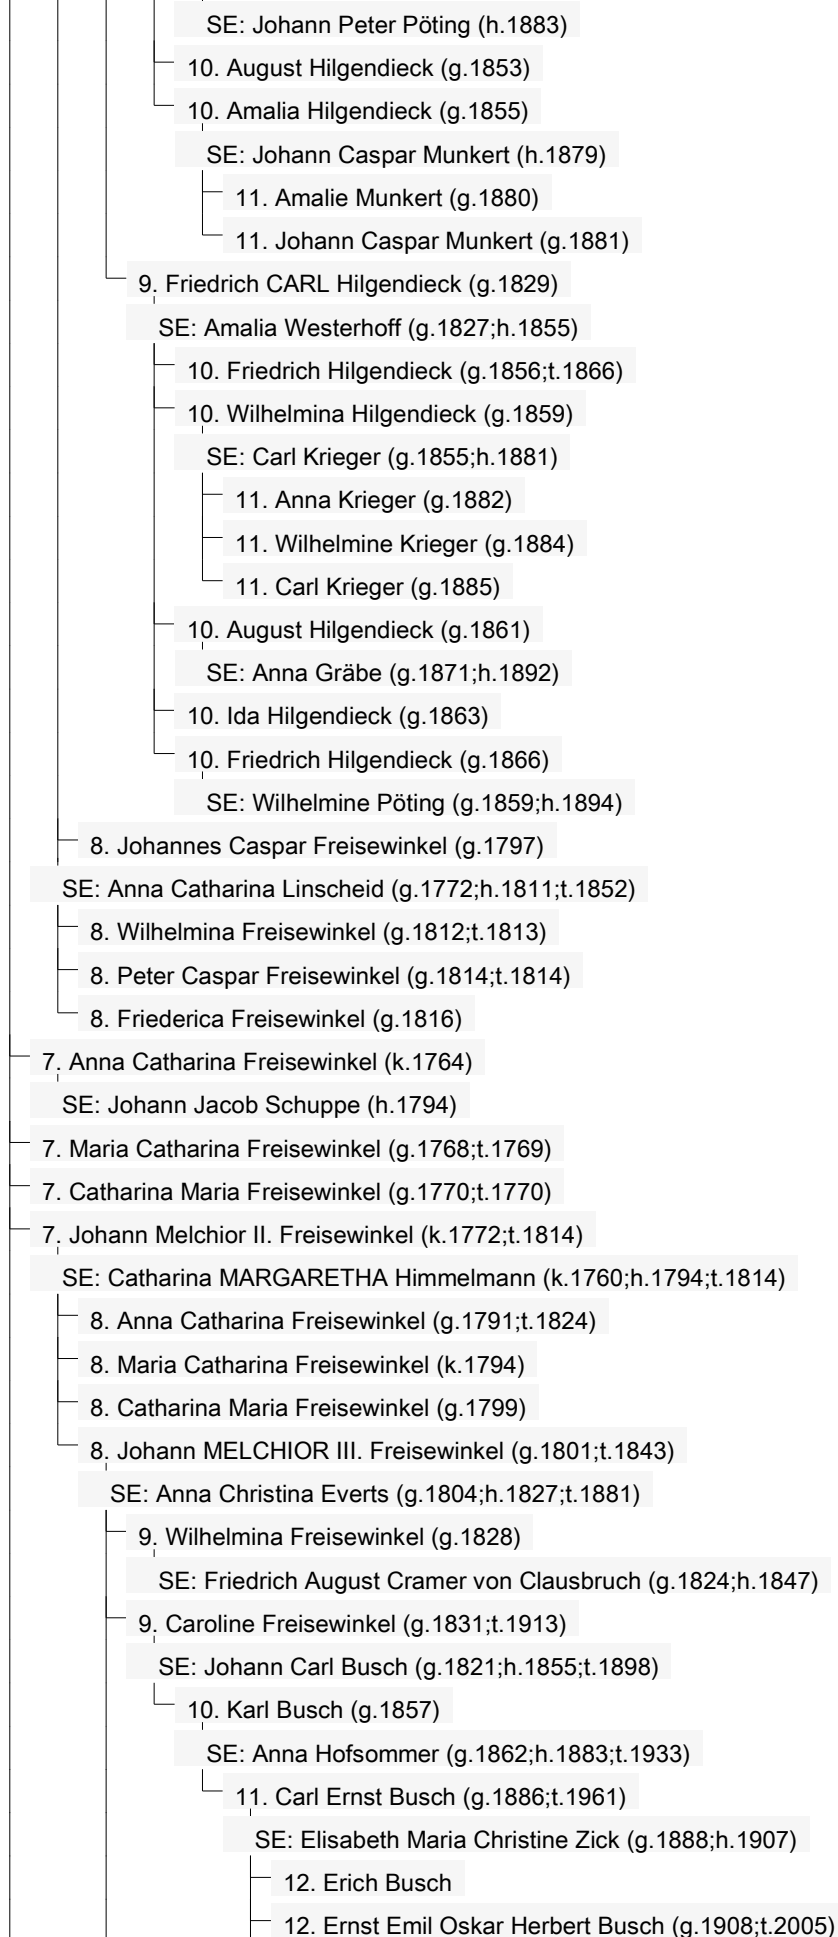 SE: Johann Peter Pöting (h.1883)
10. August Hilgendieck (g.1853)
10. Amalia Hilgendieck (g.1855)
SE: Johann Caspar Munkert (h.1879)
11. Amalie Munkert (g.1880)
11. Johann Caspar Munkert (g.1881)
9. Friedrich CARL Hilgendieck (g.1829)
SE: Amalia Westerhoff (g.1827;h.1855)
10. Friedrich Hilgendieck (g.1856;t.1866)
10. Wilhelmina Hilgendieck (g.1859)
SE: Carl Krieger (g.1855;h.1881)
11. Anna Krieger (g.1882)
11. Wilhelmine Krieger (g.1884)
11. Carl Krieger (g.1885)
10. August Hilgendieck (g.1861)
SE: Anna Gräbe (g.1871;h.1892)
10. Ida Hilgendieck (g.1863)
10. Friedrich Hilgendieck (g.1866)
SE: Wilhelmine Pöting (g.1859;h.1894)
8. Johannes Caspar Freisewinkel (g.1797)
SE: Anna Catharina Linscheid (g.1772;h.1811;t.1852)
8. Wilhelmina Freisewinkel (g.1812;t.1813)
8. Peter Caspar Freisewinkel (g.1814;t.1814)
8. Friederica Freisewinkel (g.1816)
7. Anna Catharina Freisewinkel (k.1764)
SE: Johann Jacob Schuppe (h.1794)
7. Maria Catharina Freisewinkel (g.1768;t.1769)
7. Catharina Maria Freisewinkel (g.1770;t.1770)
7. Johann Melchior II. Freisewinkel (k.1772;t.1814)
SE: Catharina MARGARETHA Himmelmann (k.1760;h.1794;t.1814)
8. Anna Catharina Freisewinkel (g.1791;t.1824)
8. Maria Catharina Freisewinkel (k.1794)
8. Catharina Maria Freisewinkel (g.1799)
8. Johann MELCHIOR III. Freisewinkel (g.1801;t.1843)
SE: Anna Christina Everts (g.1804;h.1827;t.1881)
9. Wilhelmina Freisewinkel (g.1828)
SE: Friedrich August Cramer von Clausbruch (g.1824;h.1847)
9. Caroline Freisewinkel (g.1831;t.1913)
SE: Johann Carl Busch (g.1821;h.1855;t.1898)
10. Karl Busch (g.1857)
SE: Anna Hofsommer (g.1862;h.1883;t.1933)
11. Carl Ernst Busch (g.1886;t.1961)
SE: Elisabeth Maria Christine Zick (g.1888;h.1907)
12. Erich Busch
12. Ernst Emil Oskar Herbert Busch (g.1908;t.2005)